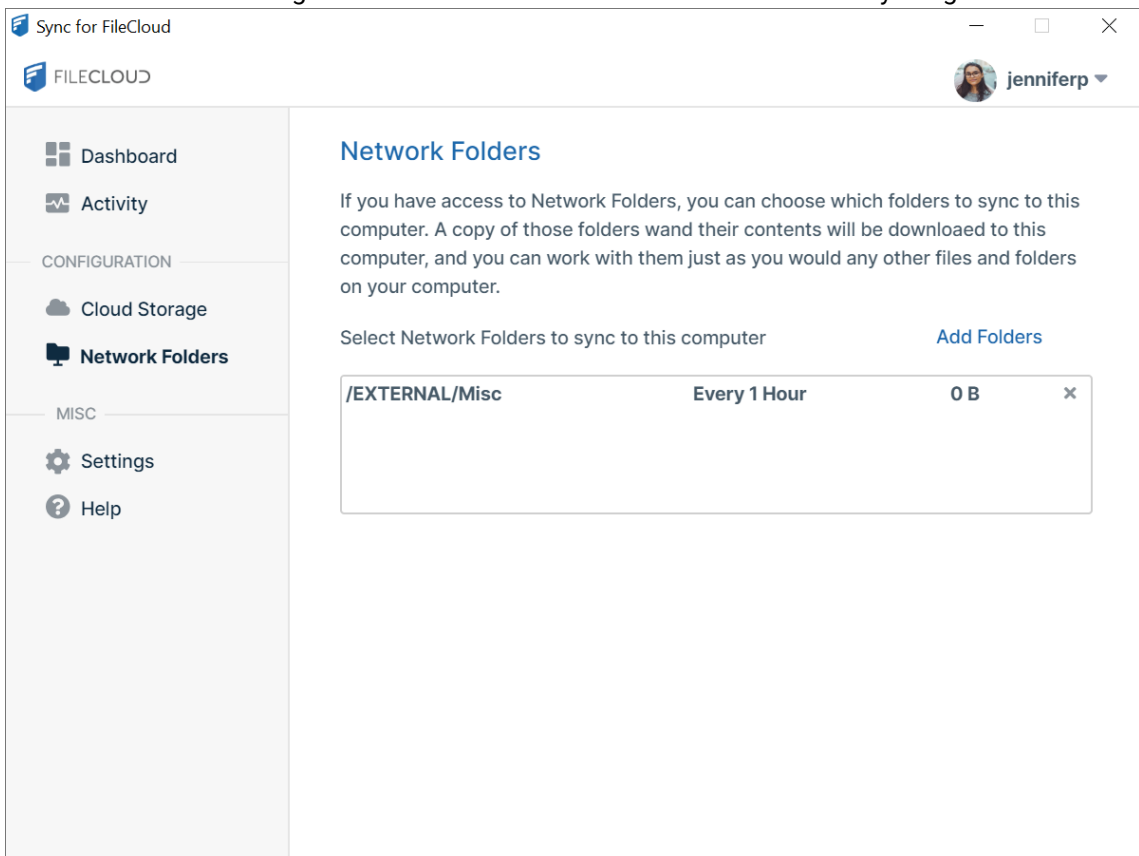 Sync for FileCloud
FILECLOUD
jenniferp
Dashboard
Activity
CONFIGURATION
Cloud Storage
Network Folders
MISC
Settings
Help
Network Folders
If you have access to Network Folders, you can choose which folders to sync to this
computer. A copy of those folders wand their contents will be downloaed to this
computer, and you can work with them just as you would any other files and folders
on your computer.
Select Network Folders to sync to this computer Add Folders
/EXTERNAL/Misc Every 1 Hour 0 B